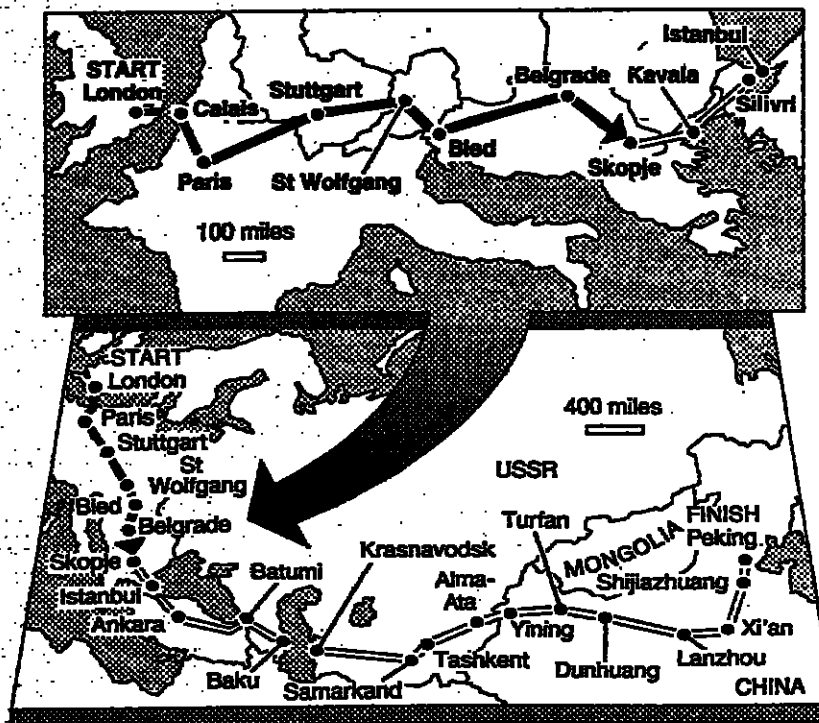 Istanbul
START
London
Calais
Stuttgart
Belgrade
Kavala
Silivri
Paris
St Wolfgang
Bled
Skopje
100 miles
START
London
Paris
Stuttgart
St
Wolfgang
Bled
Belgrade
Skopje
Istanbul
Ankara
Batumi
Baku
Krasnavodsk
Samarkand
Tashkent
Alma-
Ata
Yining
Turfan
Dunhuang
Lanzhou
Xi'an
Shijiazhuang
FINISH
Peking
400 miles
USSR
MONGOLIA
CHINA